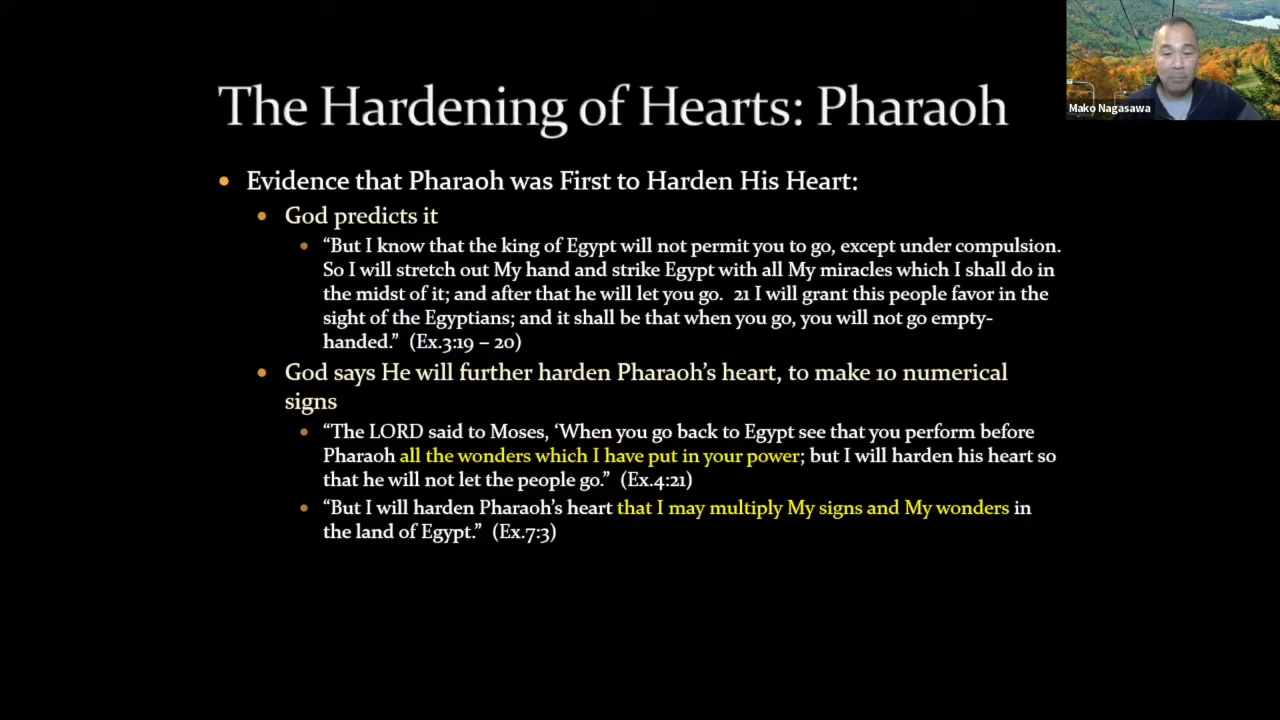 The Hardening of Hearts: Pharaoh
Mako Nagasawa
• Evidence that Pharaoh was First to Harden His Heart:
• God predicts it
• “But I know that the king of Egypt will not permit you to go, except under compulsion.
So I will stretch out My hand and strike Egypt with all My miracles which I shall do in
the midst of it; and after that he will let you go.  21 I will grant this people favor in the
sight of the Egyptians; and it shall be that when you go, you will not go empty-
handed.”  (Ex.3:19 – 20)
• God says He will further harden Pharaoh’s heart, to make 10 numerical
signs
• “The LORD said to Moses, ‘When you go back to Egypt see that you perform before
Pharaoh all the wonders which I have put in your power; but I will harden his heart so
that he will not let the people go.”  (Ex.4:21)
• “But I will harden Pharaoh’s heart that I may multiply My signs and My wonders in
the land of Egypt.”  (Ex.7:3)